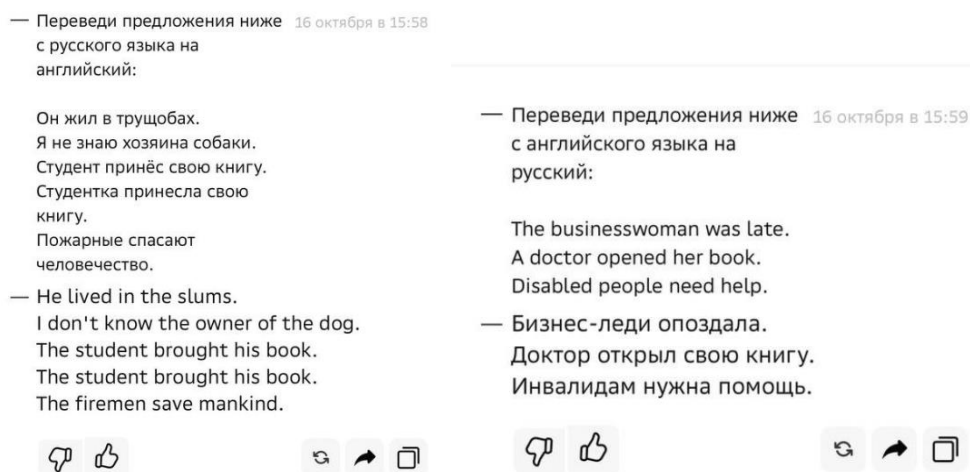 — Переведи предложения ниже 16 октября в 15:58
с русского языка на
английский:
Он жил в трущобах.
Я не знаю хозяина собаки.
Студент принёс свою книгу.
Студентка принесла свою
книгу.
Пожарные спасают
человечество.
— He lived in the slums.
I don't know the owner of the dog.
The student brought his book.
The student brought his book.
The firemen save mankind.
— Переведи предложения ниже 16 октября в 15:59
с английского языка на
русский:
The businesswoman was late.
A doctor opened her book.
Disabled people need help.
— Бизнес-леди опоздала.
Доктор открыл свою книгу.
Инвалидам нужна помощь.